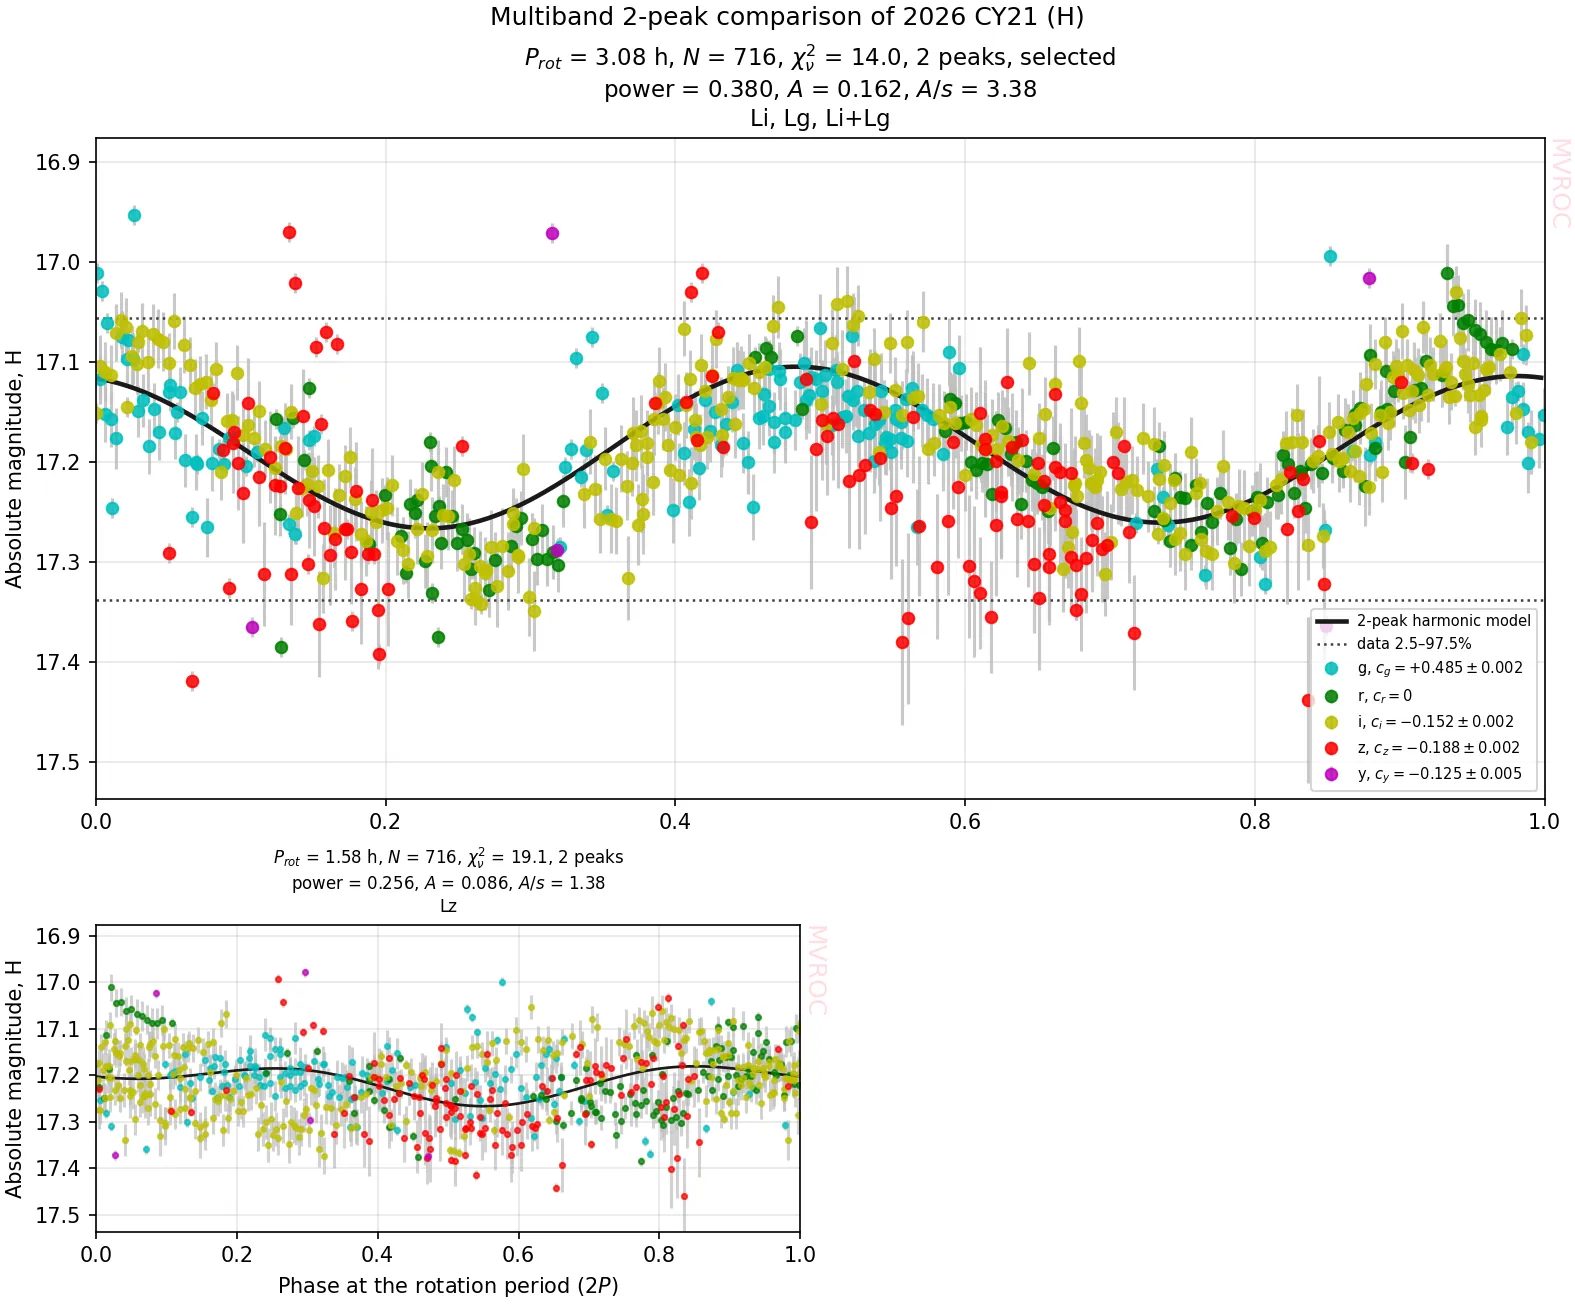 Multiband 2-peak comparison of 2026 CY21 (H)
P_rot = 3.08 h, N = 716, χ²_ν = 14.0, 2 peaks, selected
power = 0.380, A = 0.162, A/s = 3.38
Li, Lg, Li+Lg
MVROC
Absolute magnitude, H
16.9
17.0
17.1
17.2
17.3
17.4
17.5
2-peak harmonic model
data 2.5–97.5%
g, c_g = +0.485 ± 0.002
r, c_r = 0
i, c_i = −0.152 ± 0.002
z, c_z = −0.188 ± 0.002
y, c_y = −0.125 ± 0.005
0.0 0.2 0.4 0.6 0.8 1.0
P_rot = 1.58 h, N = 716, χ²_ν = 19.1, 2 peaks
power = 0.256, A = 0.086, A/s = 1.38
Lz
MVROC
Absolute magnitude, H
16.9
17.0
17.1
17.2
17.3
17.4
17.5
0.0 0.2 0.4 0.6 0.8 1.0
Phase at the rotation period (2P)